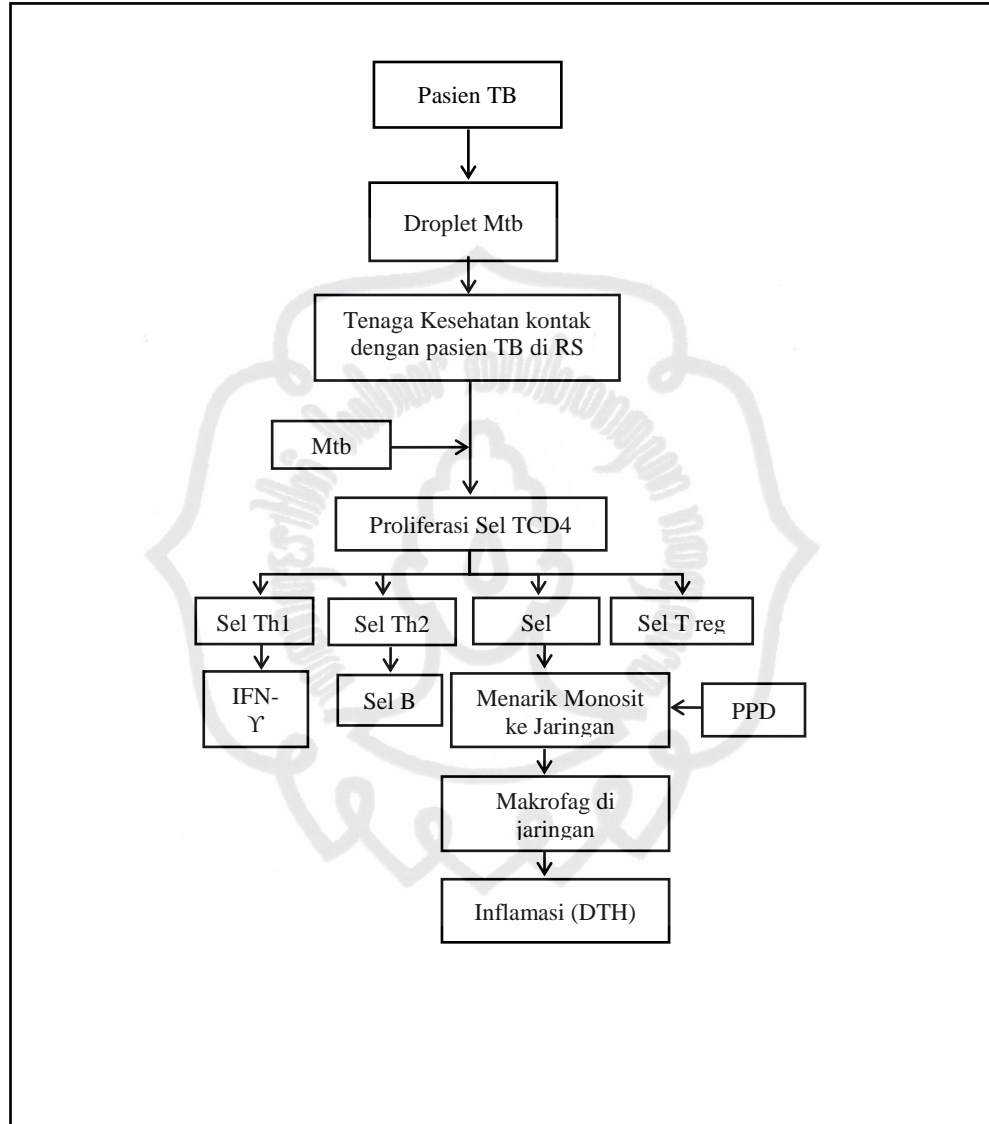 Pasien TB
Droplet Mtb
Tenaga Kesehatan kontak
dengan pasien TB di RS
Mtb
Proliferasi Sel TCD4
Sel Th1
Sel Th2
Sel
Sel T reg
IFN-
ϒ
Sel B
Menarik Monosit
ke Jaringan
PPD
Makrofag di
jaringan
Inflamasi (DTH)